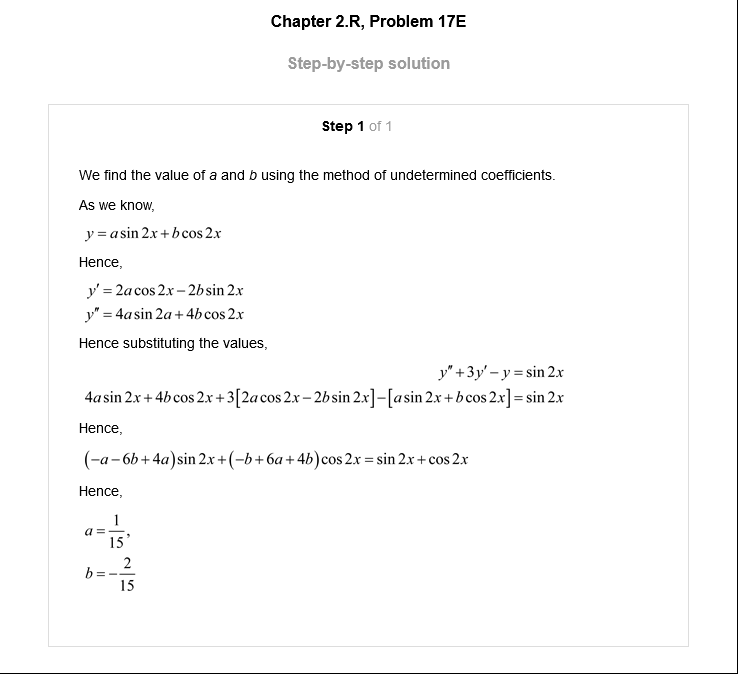 Chapter 2.R, Problem 17E
Step-by-step solution
Step 1 of 1
We find the value of a and b using the method of undetermined coefficients.
As we know,
y = a sin 2x + b cos 2x
Hence,
y′ = 2a cos 2x − 2b sin 2x
y″ = 4a sin 2a + 4b cos 2x
Hence substituting the values,
y″ + 3y′ − y = sin 2x
4a sin 2x + 4b cos 2x + 3[2a cos 2x − 2b sin 2x] − [a sin 2x + b cos 2x] = sin 2x
Hence,
(−a − 6b + 4a) sin 2x + (−b + 6a + 4b) cos 2x = sin 2x + cos 2x
Hence,
a = 1/15,
b = −2/15